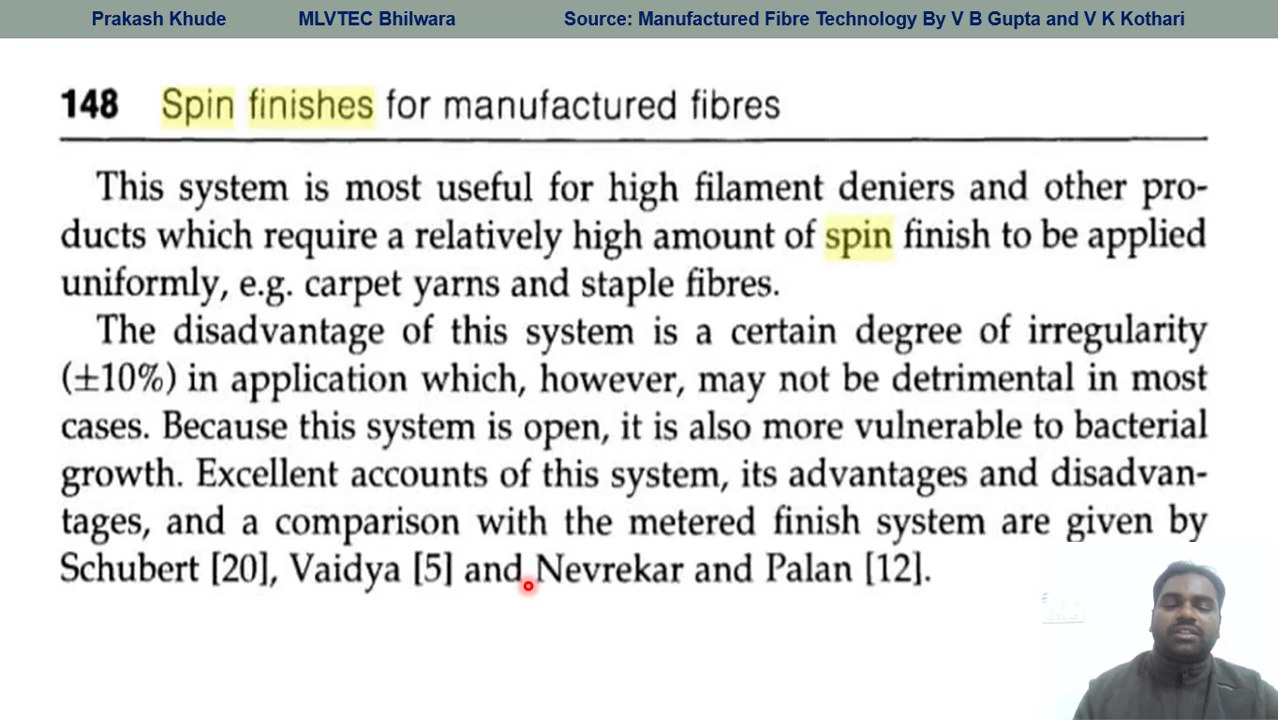 Prakash Khude MLVTEC Bhilwara Source: Manufactured Fibre Technology By V B Gupta and V K Kothari
148 Spin finishes for manufactured fibres
This system is most useful for high filament deniers and other pro-
ducts which require a relatively high amount of spin finish to be applied
uniformly, e.g. carpet yarns and staple fibres.
The disadvantage of this system is a certain degree of irregularity
(±10%) in application which, however, may not be detrimental in most
cases. Because this system is open, it is also more vulnerable to bacterial
growth. Excellent accounts of this system, its advantages and disadvan-
tages, and a comparison with the metered finish system are given by
Schubert [20], Vaidya [5] and Nevrekar and Palan [12].